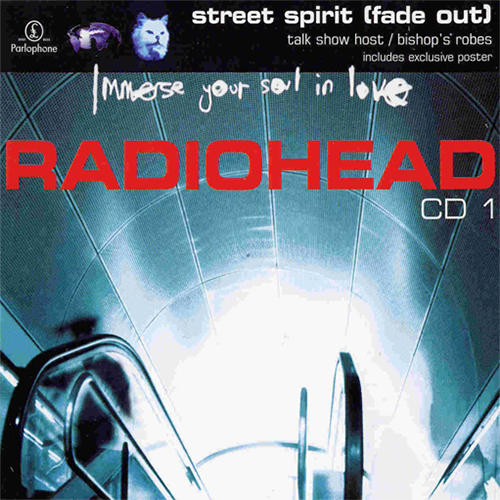 street spirit (fade out)
talk show host / bishop's robes
includes exclusive poster
Parlophone
Immerse your soul in love
RADIOHEAD
CD 1